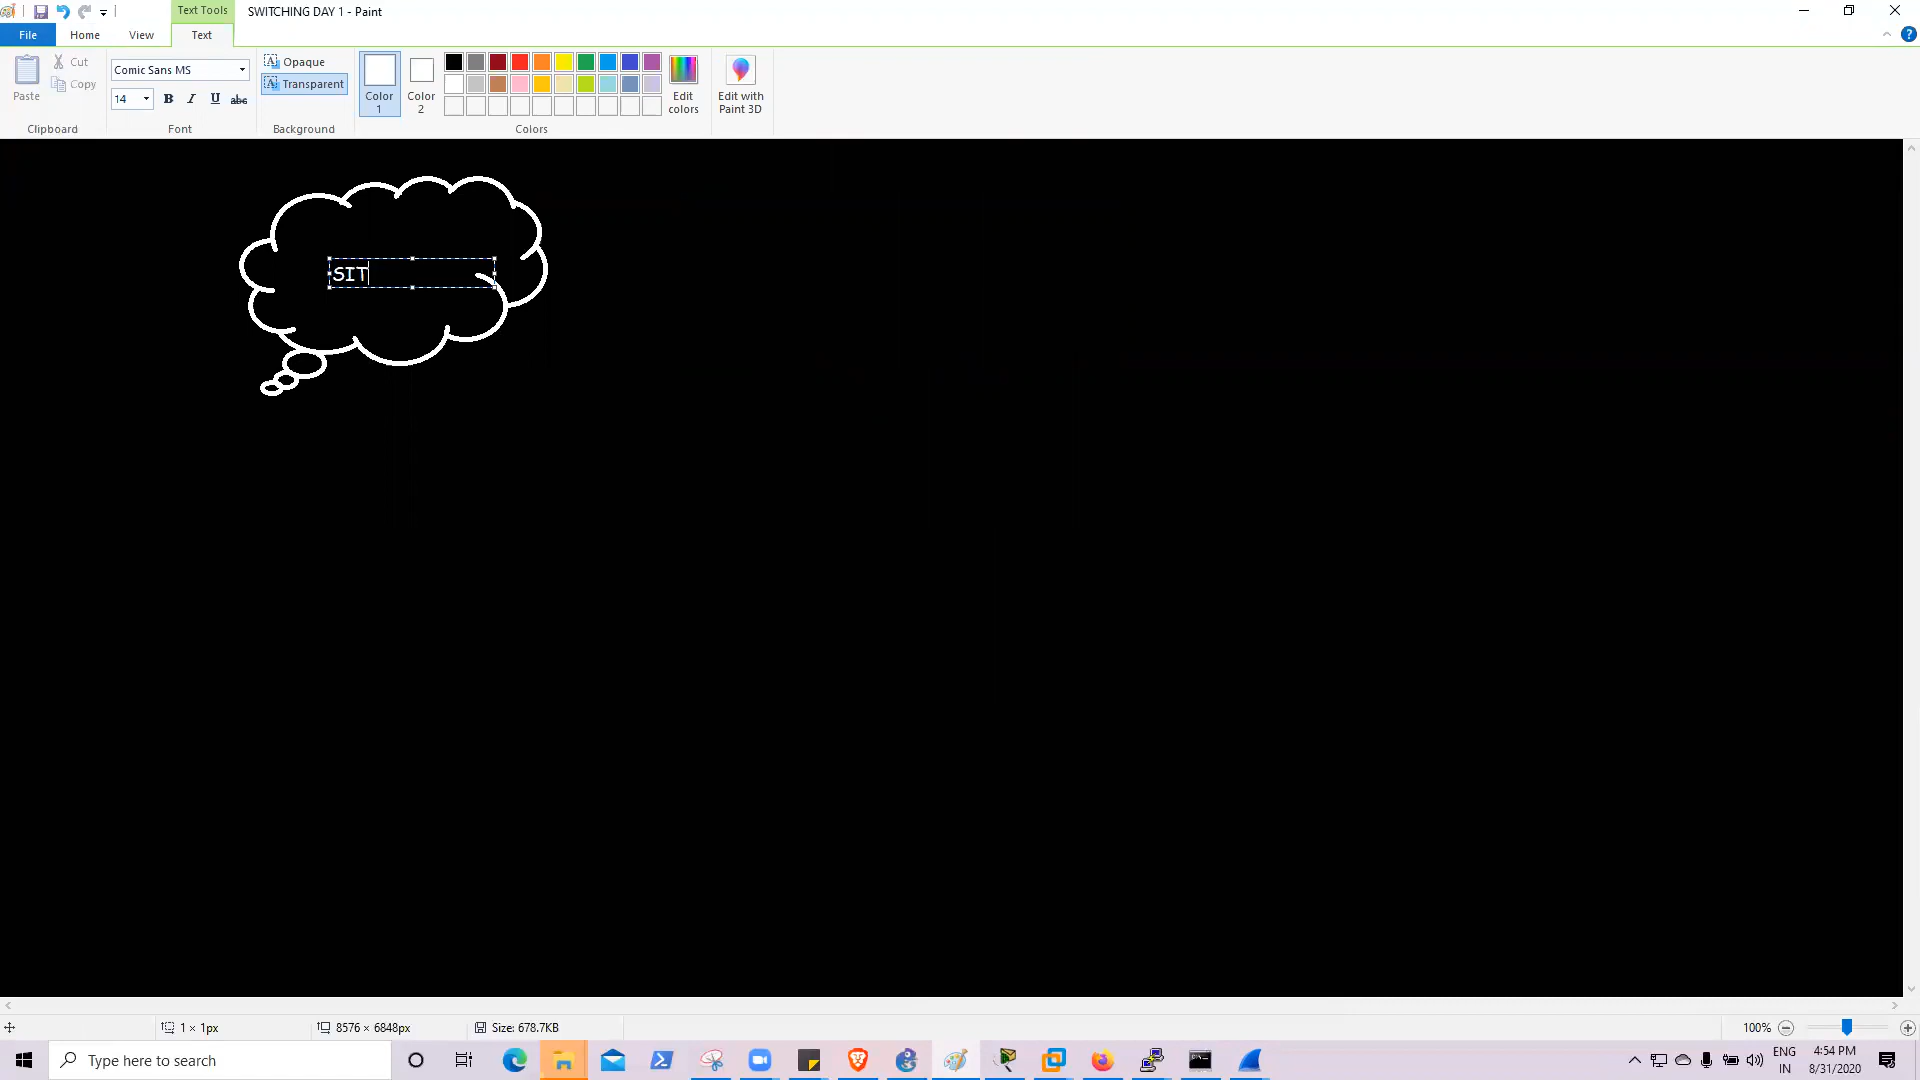 Text Tools
SWITCHING DAY 1 - Paint
File
Home
View
Text
Paste
Cut
Copy
Clipboard
Comic Sans MS
14
B
I
U
abc
Font
Opaque
Transparent
Background
Color 1
Color 2
Edit colors
Colors
Edit with Paint 3D
SIT
1 × 1px
8576 × 6848px
Size: 678.7KB
100%
Type here to search
ENG
IN
4:54 PM
8/31/2020